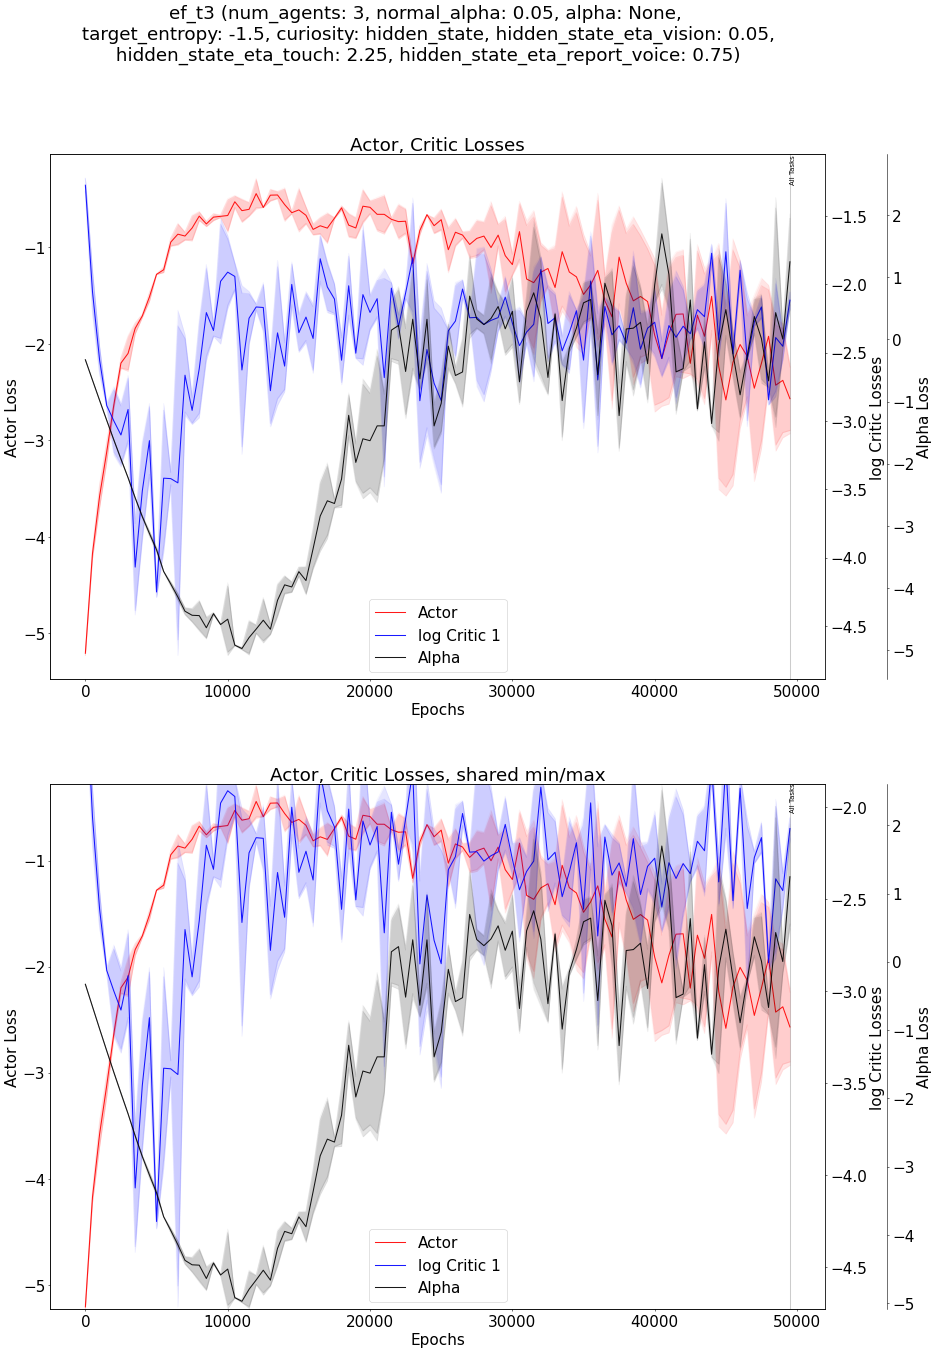 ef_t3 (num_agents: 3, normal_alpha: 0.05, alpha: None,
target_entropy: -1.5, curiosity: hidden_state, hidden_state_eta_vision: 0.05,
hidden_state_eta_touch: 2.25, hidden_state_eta_report_voice: 0.75)
Actor, Critic Losses
All Tasks
Actor Loss
−1
−2
−3
−4
−5
−1.5
−2.0
−2.5
−3.0
−3.5
−4.0
−4.5
log Critic Losses
2
1
0
−1
−2
−3
−4
−5
Alpha Loss
Actor
log Critic 1
Alpha
0
10000
20000
30000
40000
50000
Epochs
Actor, Critic Losses, shared min/max
All Tasks
Actor Loss
−1
−2
−3
−4
−5
−2.0
−2.5
−3.0
−3.5
−4.0
−4.5
log Critic Losses
2
1
0
−1
−2
−3
−4
−5
Alpha Loss
Actor
log Critic 1
Alpha
0
10000
20000
30000
40000
50000
Epochs